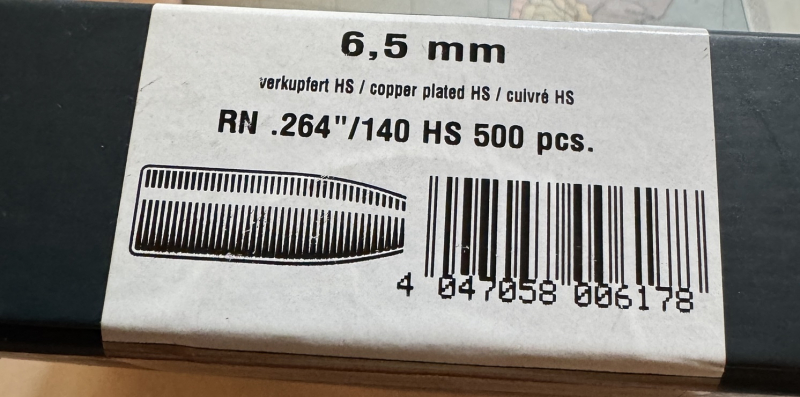 6,5 mm
verkupfert HS / copper plated HS / cuivré HS
RN .264"/140 HS 500 pcs.
4 047058 006178